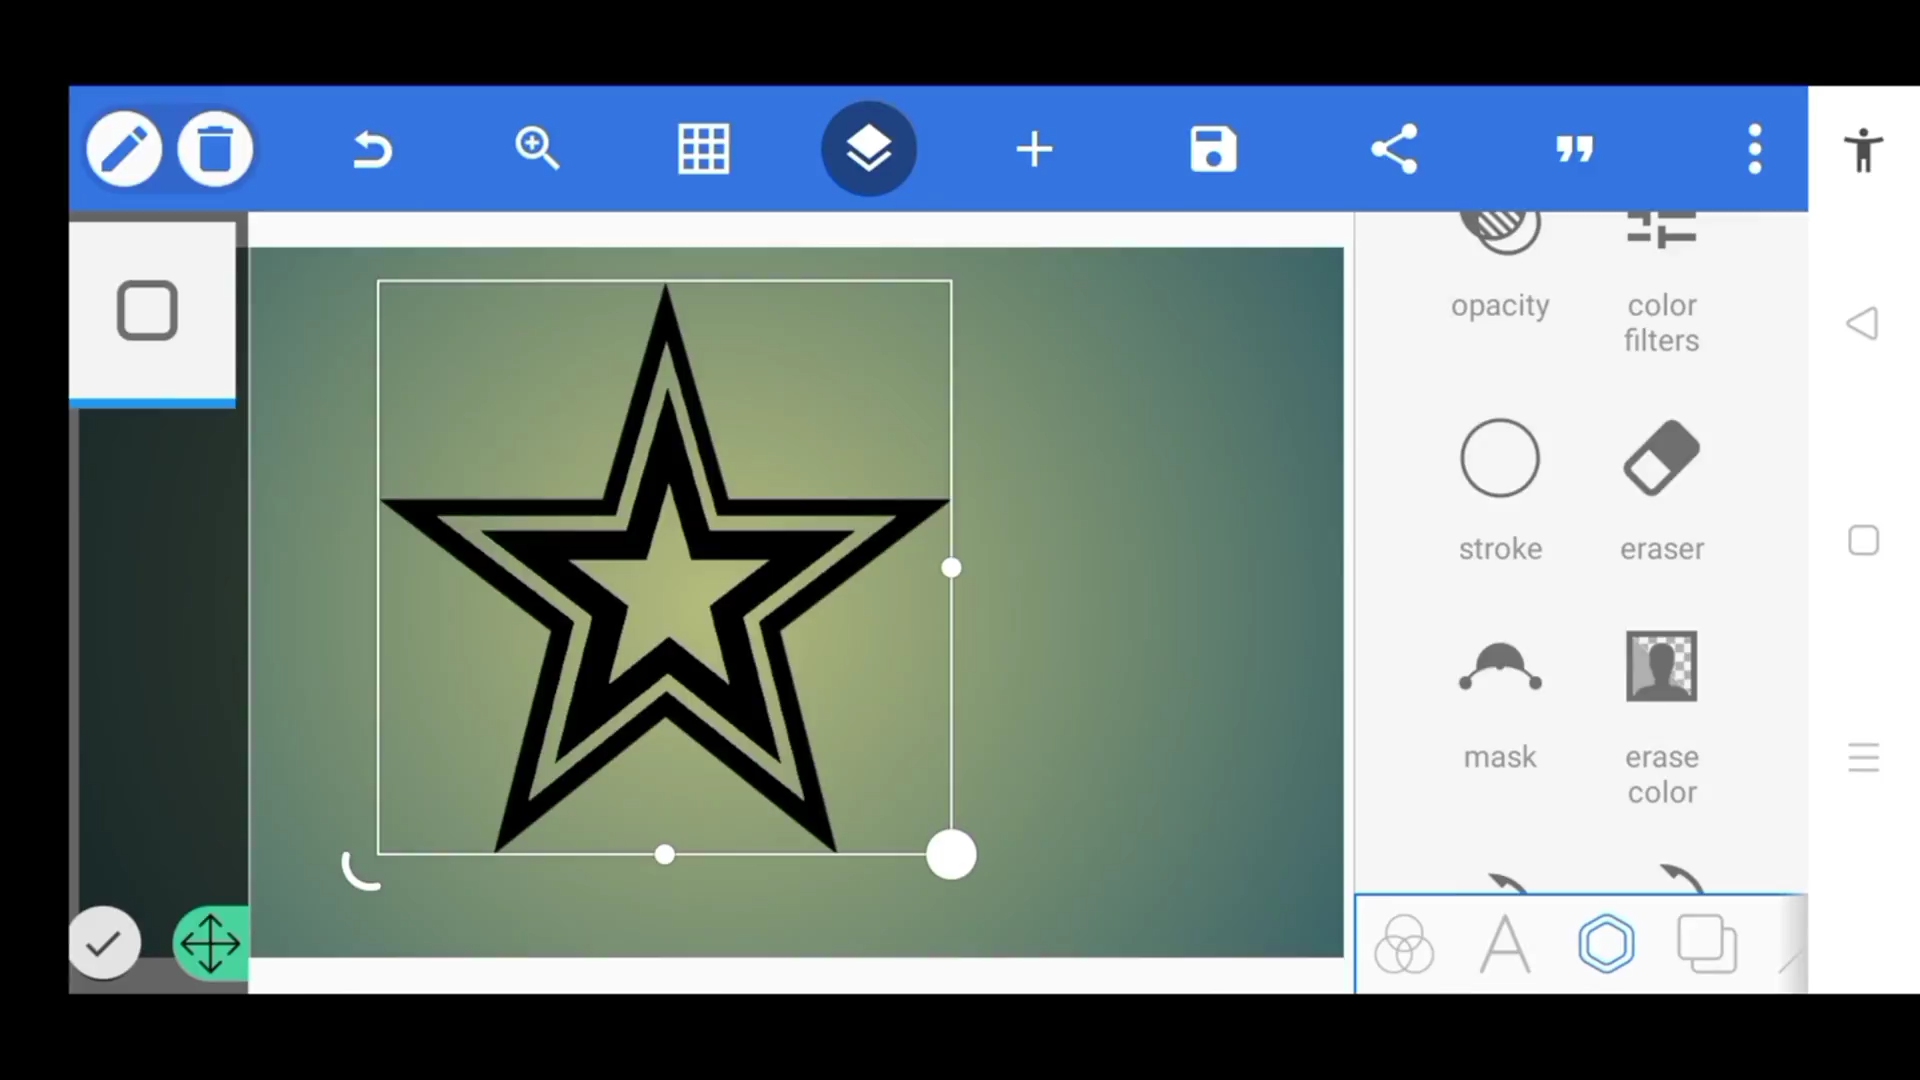 opacity
color
filters
stroke
eraser
mask
erase
color